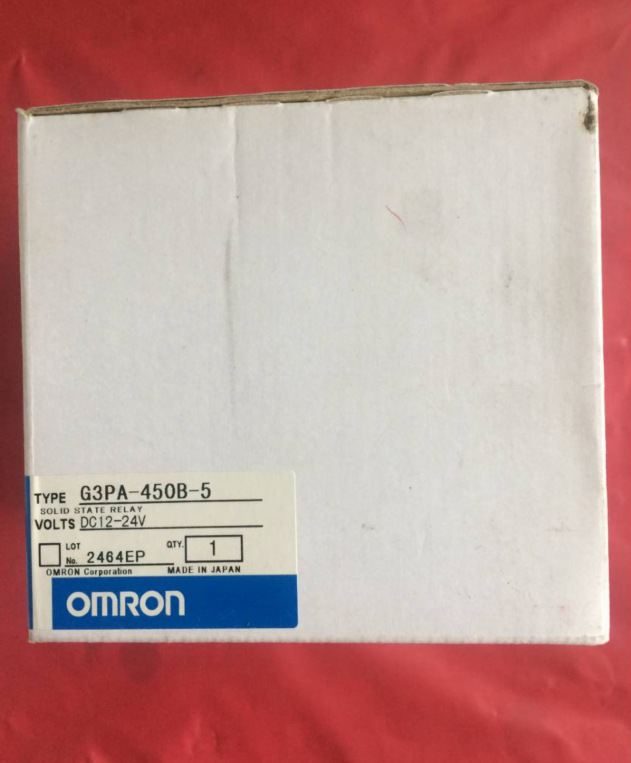 TYPE G3PA-450B-5
SOLID STATE RELAY
VOLTS DC12-24V
LOT No. 2464EP QTY. 1
OMRON Corporation MADE IN JAPAN
OMRON